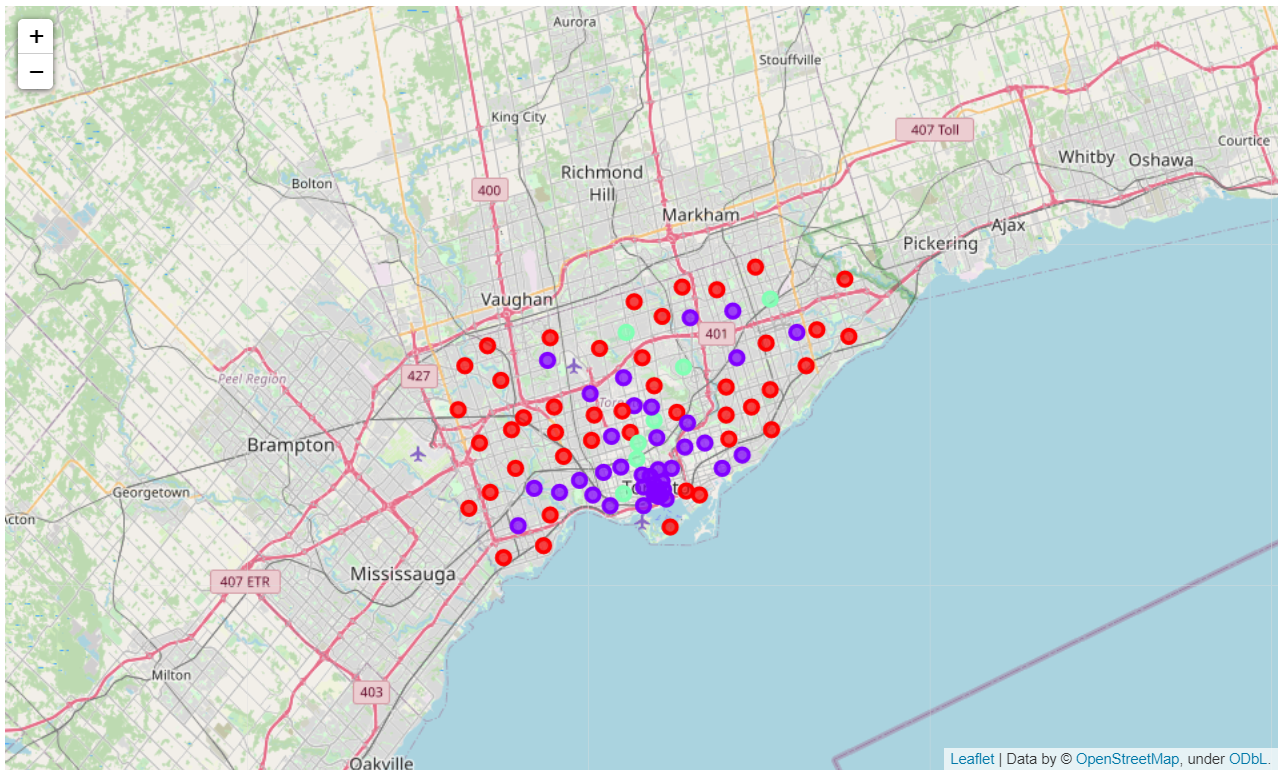 +
−
Aurora
Stouffville
King City
407 Toll
Courtice
Whitby
Oshawa
Richmond
Hill
Bolton
400
Markham
Ajax
Pickering
Vaughan
401
Peel Region
427
Brampton
Georgetown
Acton
Mississauga
407 ETR
Milton
403
Oakville
Leaflet | Data by © OpenStreetMap, under ODbL.